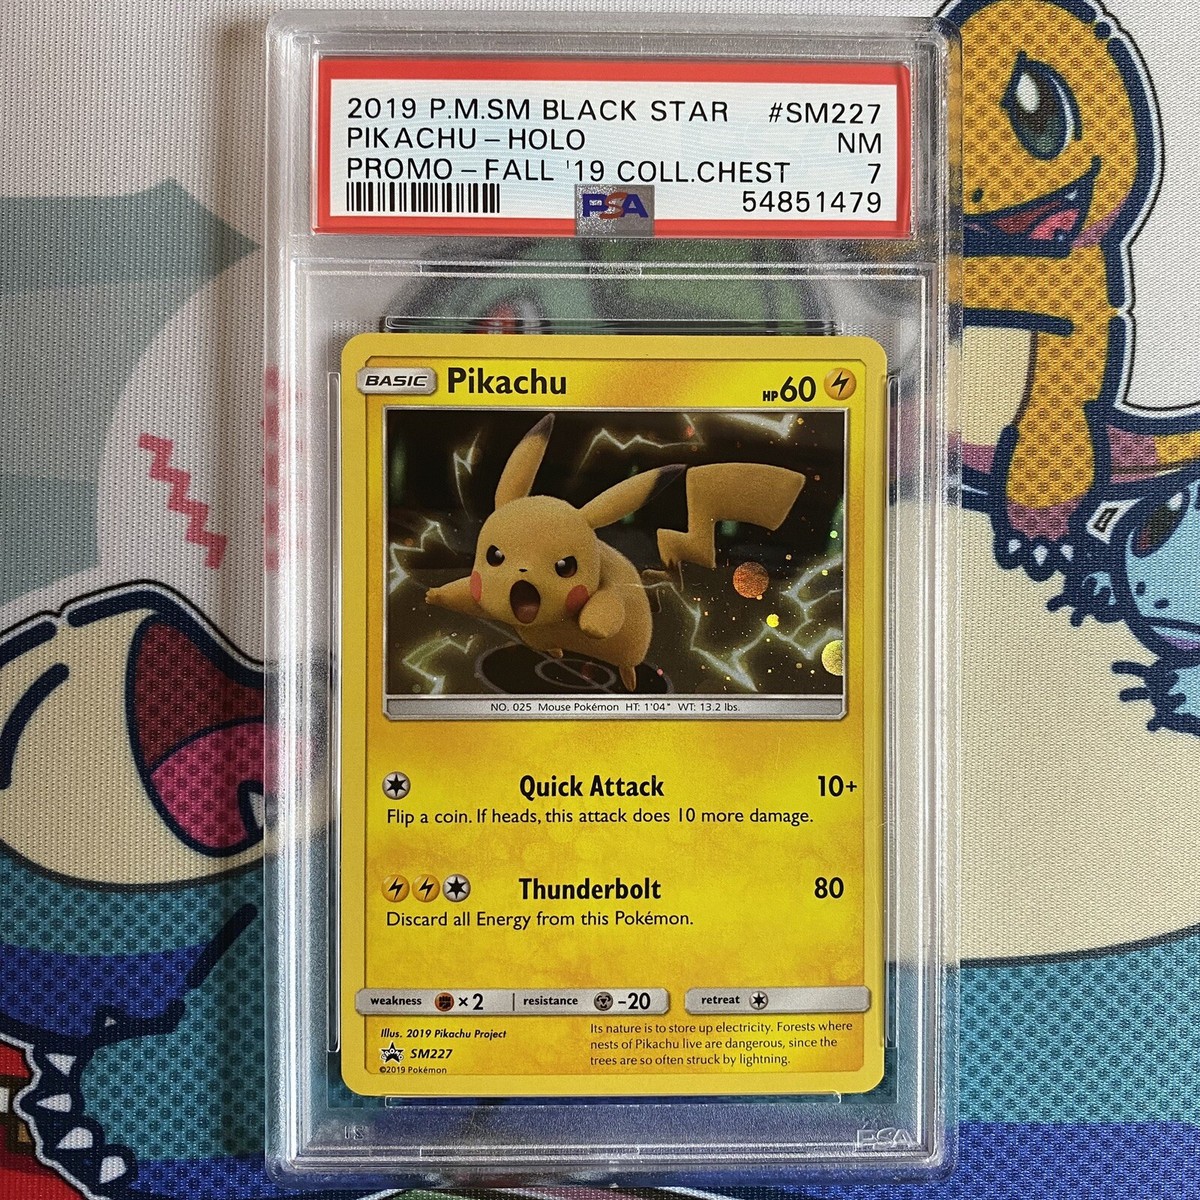 2019 P.M.SM BLACK STAR #SM227
PIKACHU-HOLO NM
PROMO-FALL '19 COLL.CHEST 7
PSA 54851479
BASIC Pikachu HP60
NO. 025 Mouse Pokémon HT: 1'04" WT: 13.2 lbs.
Quick Attack 10+
Flip a coin. If heads, this attack does 10 more damage.
Thunderbolt 80
Discard all Energy from this Pokémon.
weakness ×2 resistance -20 retreat
Illus. 2019 Pikachu Project
SM227
©2019 Pokémon
Its nature is to store up electricity. Forests where
nests of Pikachu live are dangerous, since the
trees are so often struck by lightning.
PSA